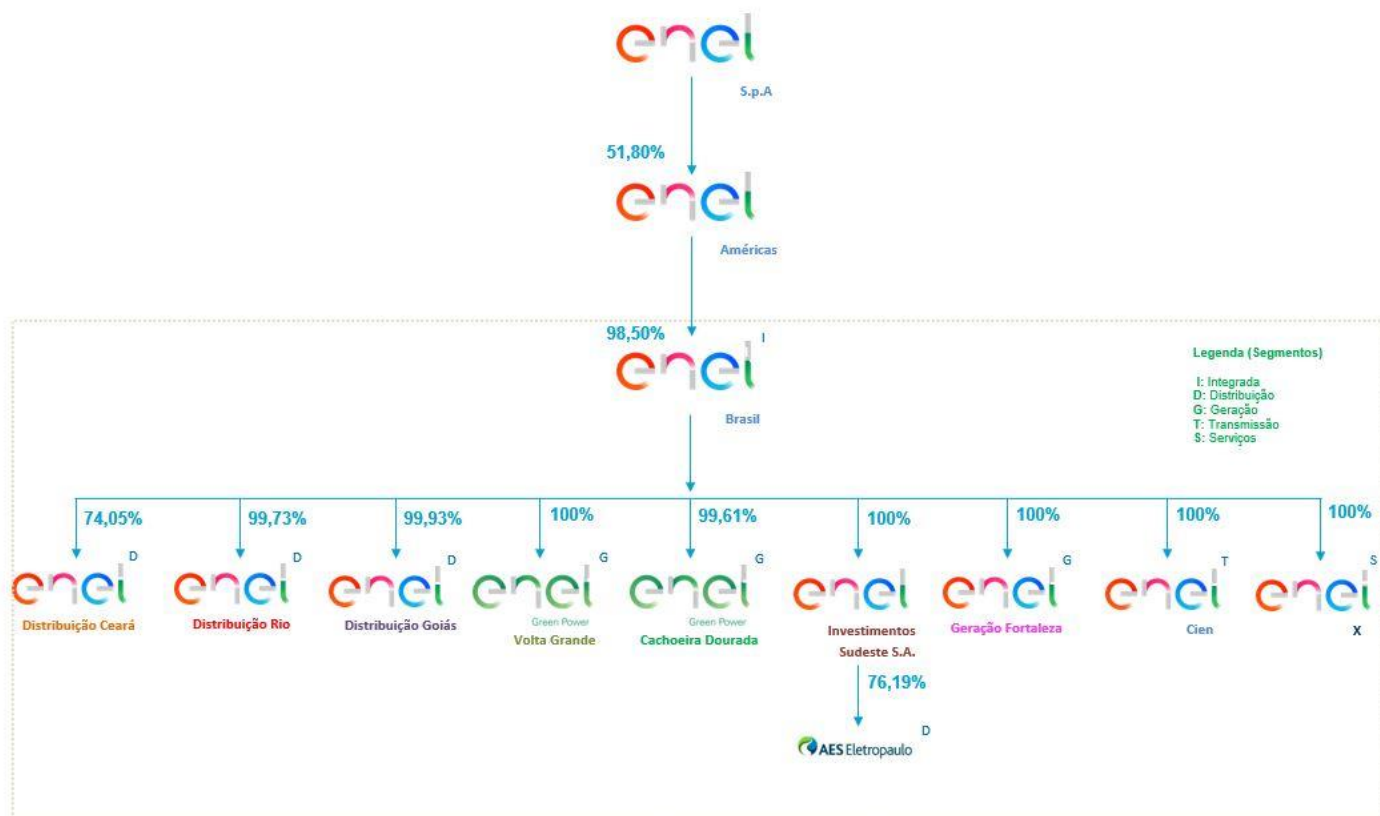 enel
S.p.A
51,80%
enel
Américas
98,50%
enel
I
Brasil
Legenda (Segmentos)
I: Integrada
D: Distribuição
G: Geração
T: Transmissão
S: Serviços
74,05%
99,73%
99,93%
100%
99,61%
100%
100%
100%
100%
enel D
Distribuição Ceará
enel D
Distribuição Rio
enel D
Distribuição Goiás
enel G
Green Power
Volta Grande
enel G
Green Power
Cachoeira Dourada
enel
Investimentos
Sudeste S.A.
enel G
Geração Fortaleza
enel T
Cien
enel S
X
76,19%
AES Eletropaulo D